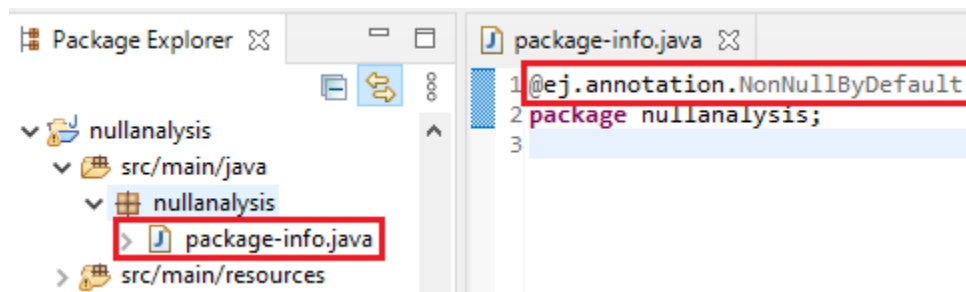 Package Explorer
nullanalysis
src/main/java
nullanalysis
package-info.java
src/main/resources
package-info.java
1 @ej.annotation.NonNullByDefault
2 package nullanalysis;
3